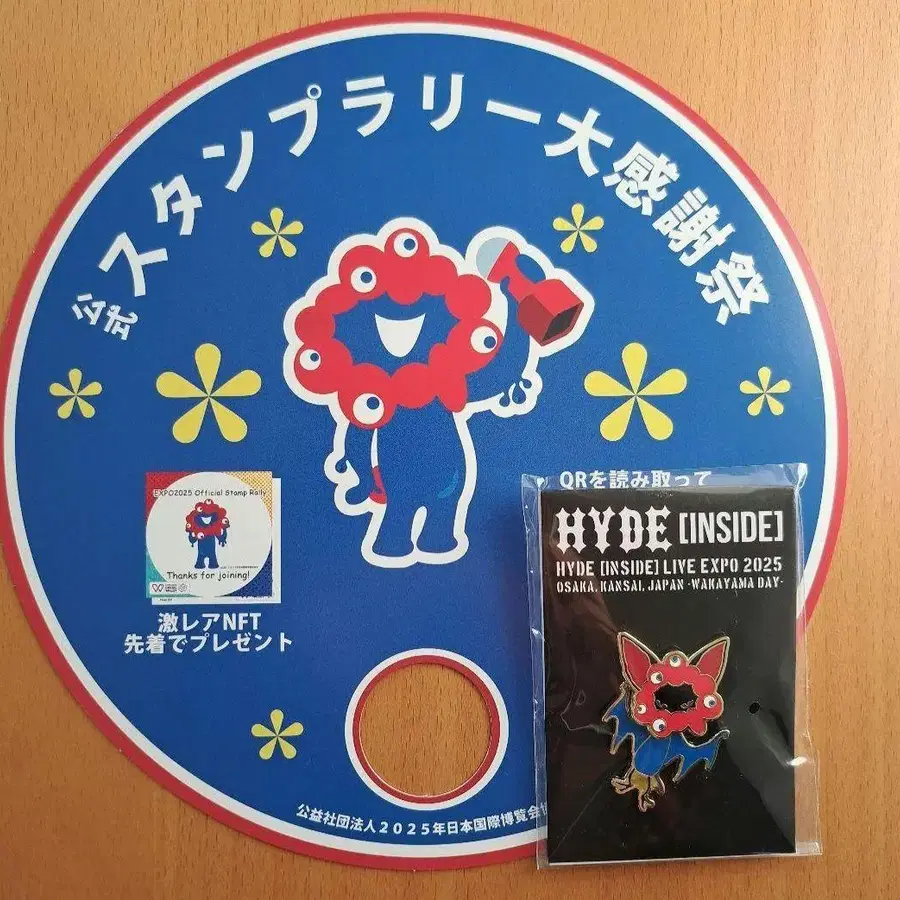 公式スタンプラリー大感謝祭
QRを読み取って
EXPO2025 Official Stamp Rally
Thanks for joining!
激レアNFT
先着でプレゼント
公益社団法人2025年日本国際博覧会協
HYDE [INSIDE]
HYDE [INSIDE] LIVE EXPO 2025
OSAKA, KANSAI, JAPAN -WAKAYAMA DAY-